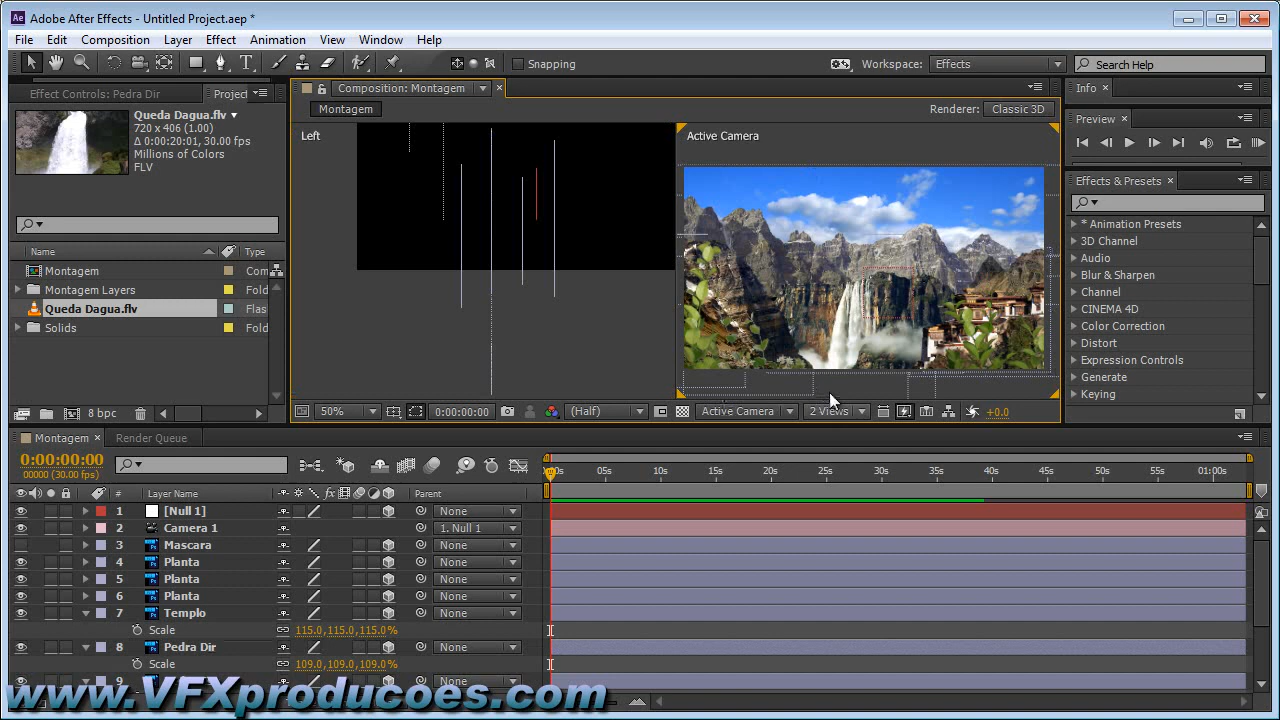 Adobe After Effects - Untitled Project.aep *
File Edit Composition Layer Effect Animation View Window Help
Snapping
Workspace: Effects
Search Help
Effect Controls: Pedra Dir
Project
Queda Dagua.flv
720 x 406 (1.00)
Δ 0:00:20:01, 30.00 fps
Millions of Colors
FLV
Name Type
Montagem Com
Montagem Layers Fold
Queda Dagua.flv Flas
Solids Fold
8 bpc
Composition: Montagem
Montagem
Renderer: Classic 3D
Left
Active Camera
50% 0:00:00:00 (Half) Active Camera 2 Views +0.0
Info
Preview
Effects & Presets
* Animation Presets
3D Channel
Audio
Blur & Sharpen
Channel
CINEMA 4D
Color Correction
Distort
Expression Controls
Generate
Keying
Montagem Render Queue
0:00:00:00
00000 (30.00 fps)
# Layer Name fx Parent
1 [Null 1] None
2 Camera 1 1. Null 1
3 Mascara None
4 Planta None
5 Planta None
6 Planta None
7 Templo None
Scale 115.0,115.0,115.0%
8 Pedra Dir None
Scale 109.0,109.0,109.0%
9
05s 10s 15s 20s 25s 30s 35s 40s 45s 50s 55s 01:00s
www.VFXproducoes.com